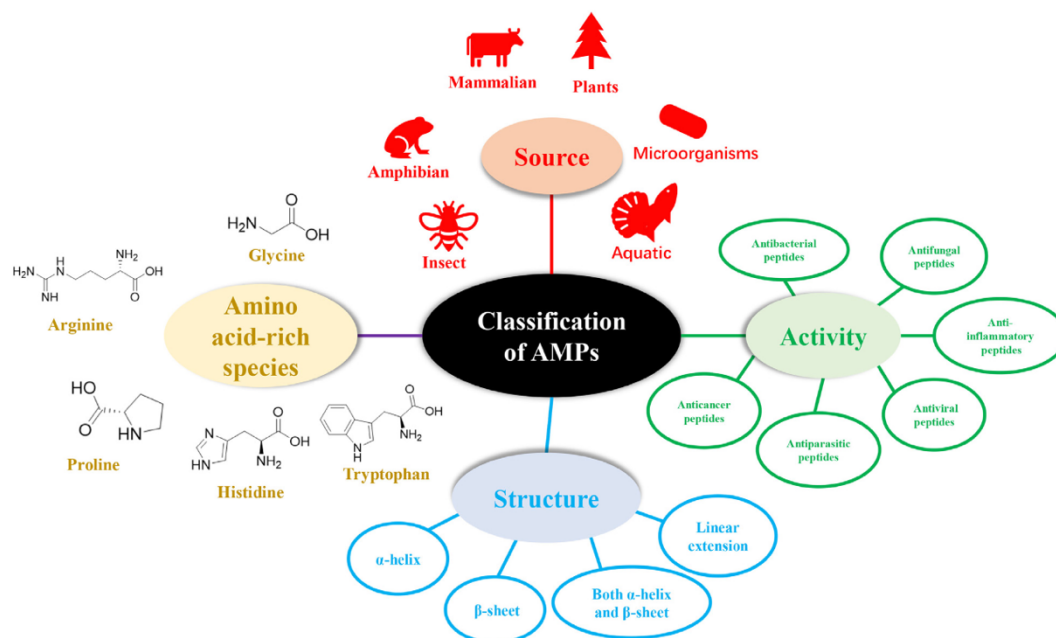 Mammalian
Plants
Source
Microorganisms
Amphibian
Insect
Aquatic
H₂N
O
OH
Glycine
H₂N
H
N
NH
NH₂
OH
O
Arginine
Amino
acid-rich
species
Classification
of AMPs
Activity
Antibacterial
peptides
Antifungal
peptides
Anti-
inflammatory
peptides
Antiviral
peptides
Antiparasitic
peptides
Anticancer
peptides
HO
O
HN
Proline
N
HN
O
OH
NH₂
Histidine
O
OH
NH₂
N
H
Tryptophan
Structure
α-helix
β-sheet
Both α-helix
and β-sheet
Linear
extension